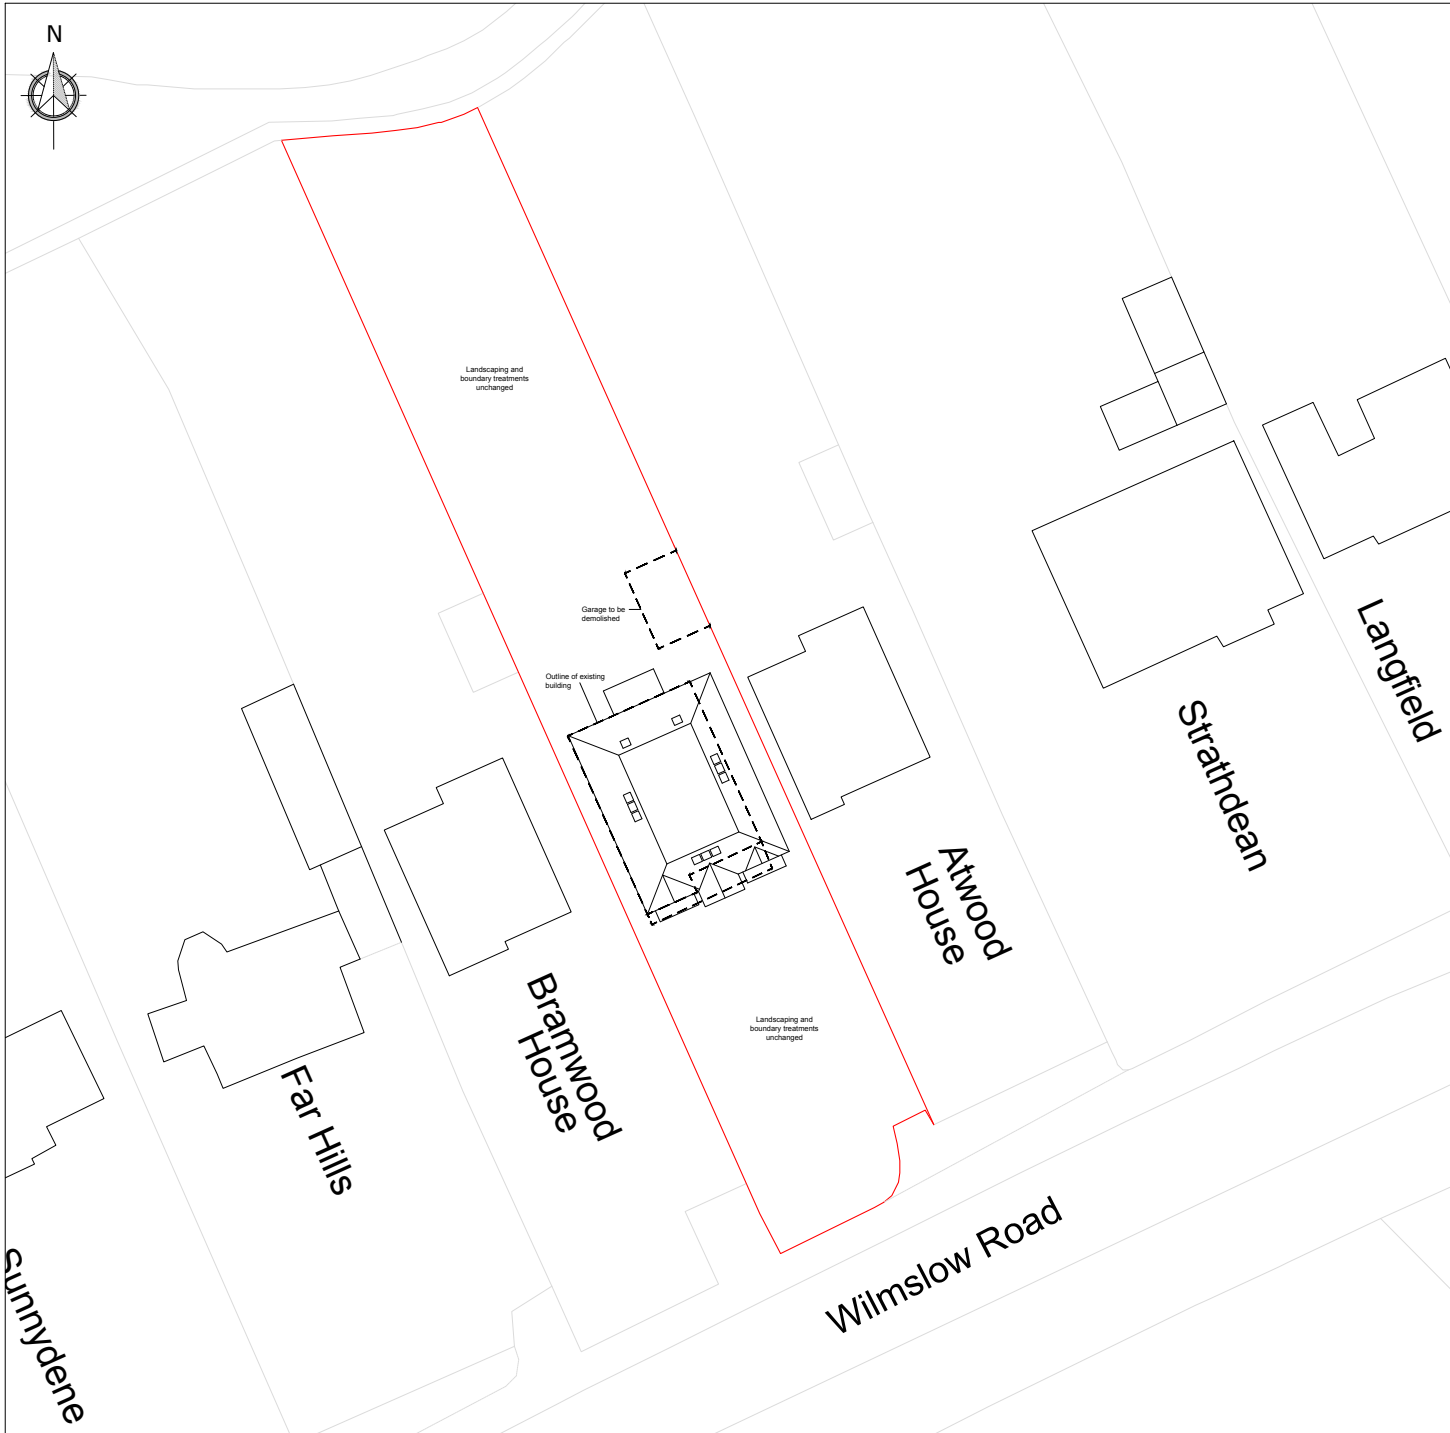 N
Landscaping and
boundary treatments
unchanged
Garage to be
demolished
Outline of existing
building
Langfield
Strathdean
Atwood
House
Bramwood
House
Landscaping and
boundary treatments
unchanged
Far Hills
Wilmslow Road
Sunnydene